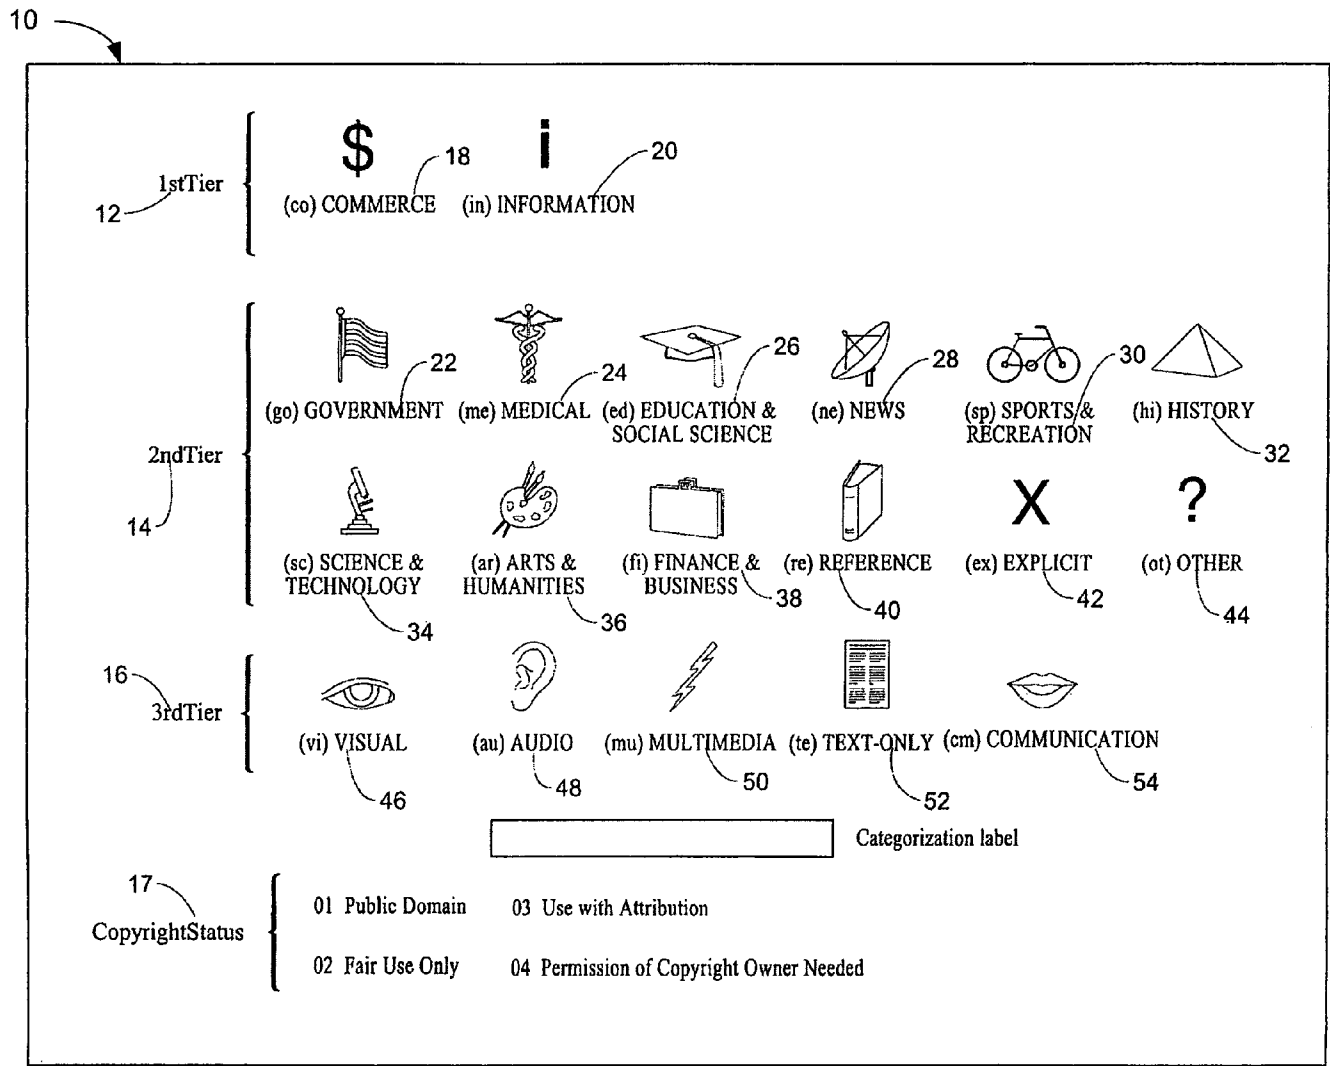 10
$ i
18 20
1stTier
12
(co) COMMERCE (in) INFORMATION
22 24 26 28 30
(go) GOVERNMENT (me) MEDICAL (ed) EDUCATION & (ne) NEWS (sp) SPORTS & (hi) HISTORY
SOCIAL SCIENCE RECREATION
32
2ndTier
14
X ?
(sc) SCIENCE & (ar) ARTS & (fi) FINANCE & (re) REFERENCE (ex) EXPLICIT (ot) OTHER
TECHNOLOGY HUMANITIES BUSINESS
34 36 38 40 42 44
16
3rdTier
(vi) VISUAL (au) AUDIO (mu) MULTIMEDIA (te) TEXT-ONLY (cm) COMMUNICATION
46 48 50 52 54
Categorization label
17
CopyrightStatus
01 Public Domain 03 Use with Attribution
02 Fair Use Only 04 Permission of Copyright Owner Needed